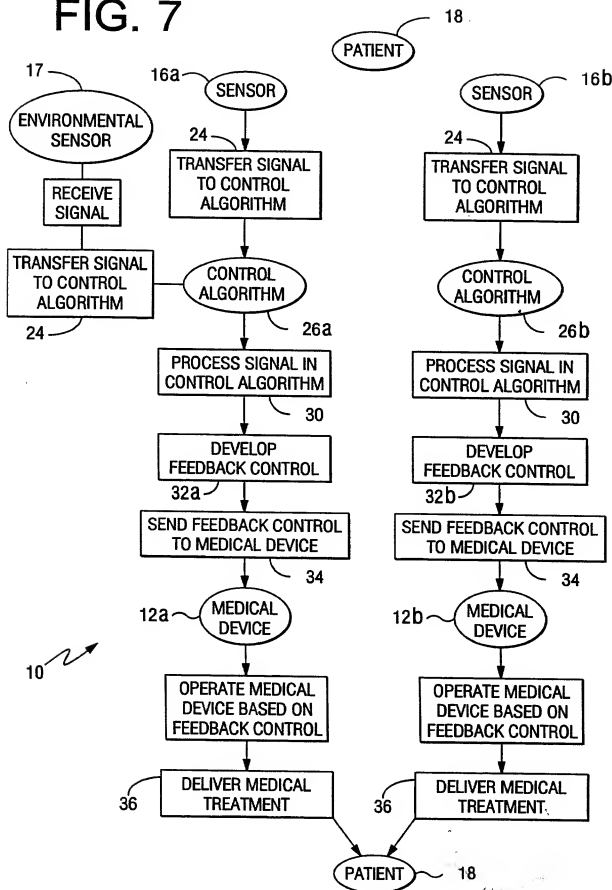 FIG. 7
18
PATIENT
17
ENVIRONMENTAL
SENSOR
RECEIVE
SIGNAL
TRANSFER SIGNAL
TO CONTROL
ALGORITHM
24
16a
SENSOR
24
TRANSFER SIGNAL
TO CONTROL
ALGORITHM
CONTROL
ALGORITHM
26a
PROCESS SIGNAL IN
CONTROL ALGORITHM
30
DEVELOP
FEEDBACK CONTROL
32a
SEND FEEDBACK CONTROL
TO MEDICAL DEVICE
34
12a
MEDICAL
DEVICE
10
OPERATE MEDICAL
DEVICE BASED ON
FEEDBACK CONTROL
36
DELIVER MEDICAL
TREATMENT
SENSOR
16b
24
TRANSFER SIGNAL
TO CONTROL
ALGORITHM
CONTROL
ALGORITHM
26b
PROCESS SIGNAL IN
CONTROL ALGORITHM
30
DEVELOP
FEEDBACK CONTROL
32b
SEND FEEDBACK CONTROL
TO MEDICAL DEVICE
34
12b
MEDICAL
DEVICE
OPERATE MEDICAL
DEVICE BASED ON
FEEDBACK CONTROL
36
DELIVER MEDICAL
TREATMENT
PATIENT
18